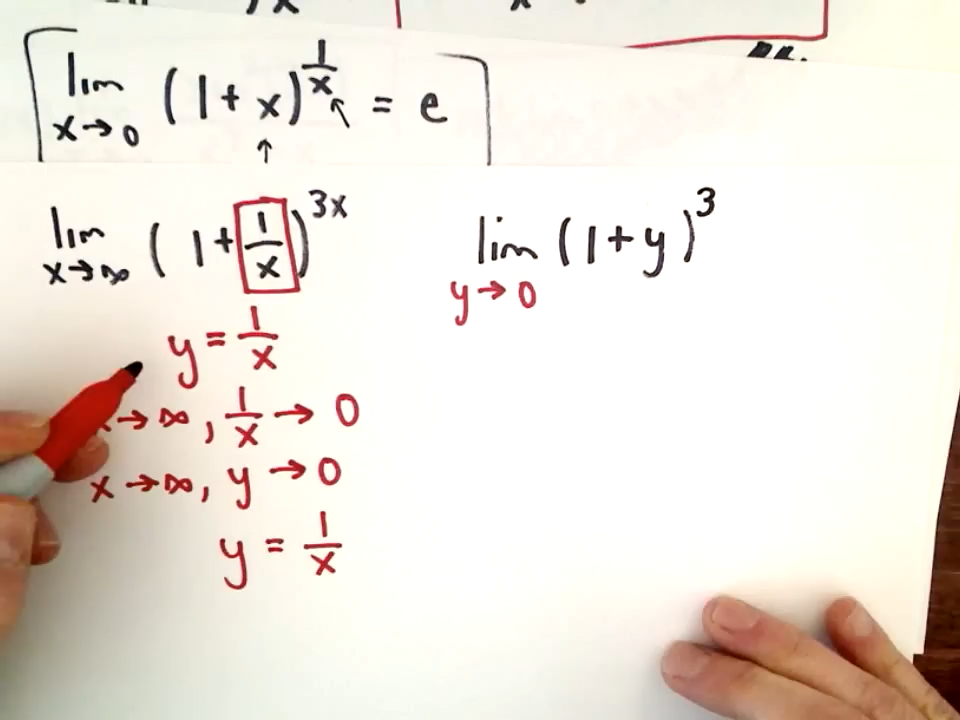 lim x→0 (1 + x)^(1/x) = e
lim x→∞ (1 + 1/x)^(3x)
lim y→0 (1 + y)^3
y = 1/x
x→∞, 1/x → 0
x→∞, y → 0
y = 1/x